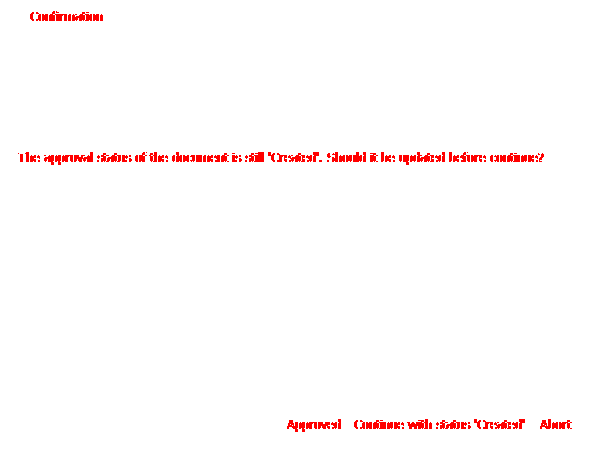 Confirmation
The approval status of the document is still "Created". Should it be updated before continue?
Approved Continue with status "Created" Abort